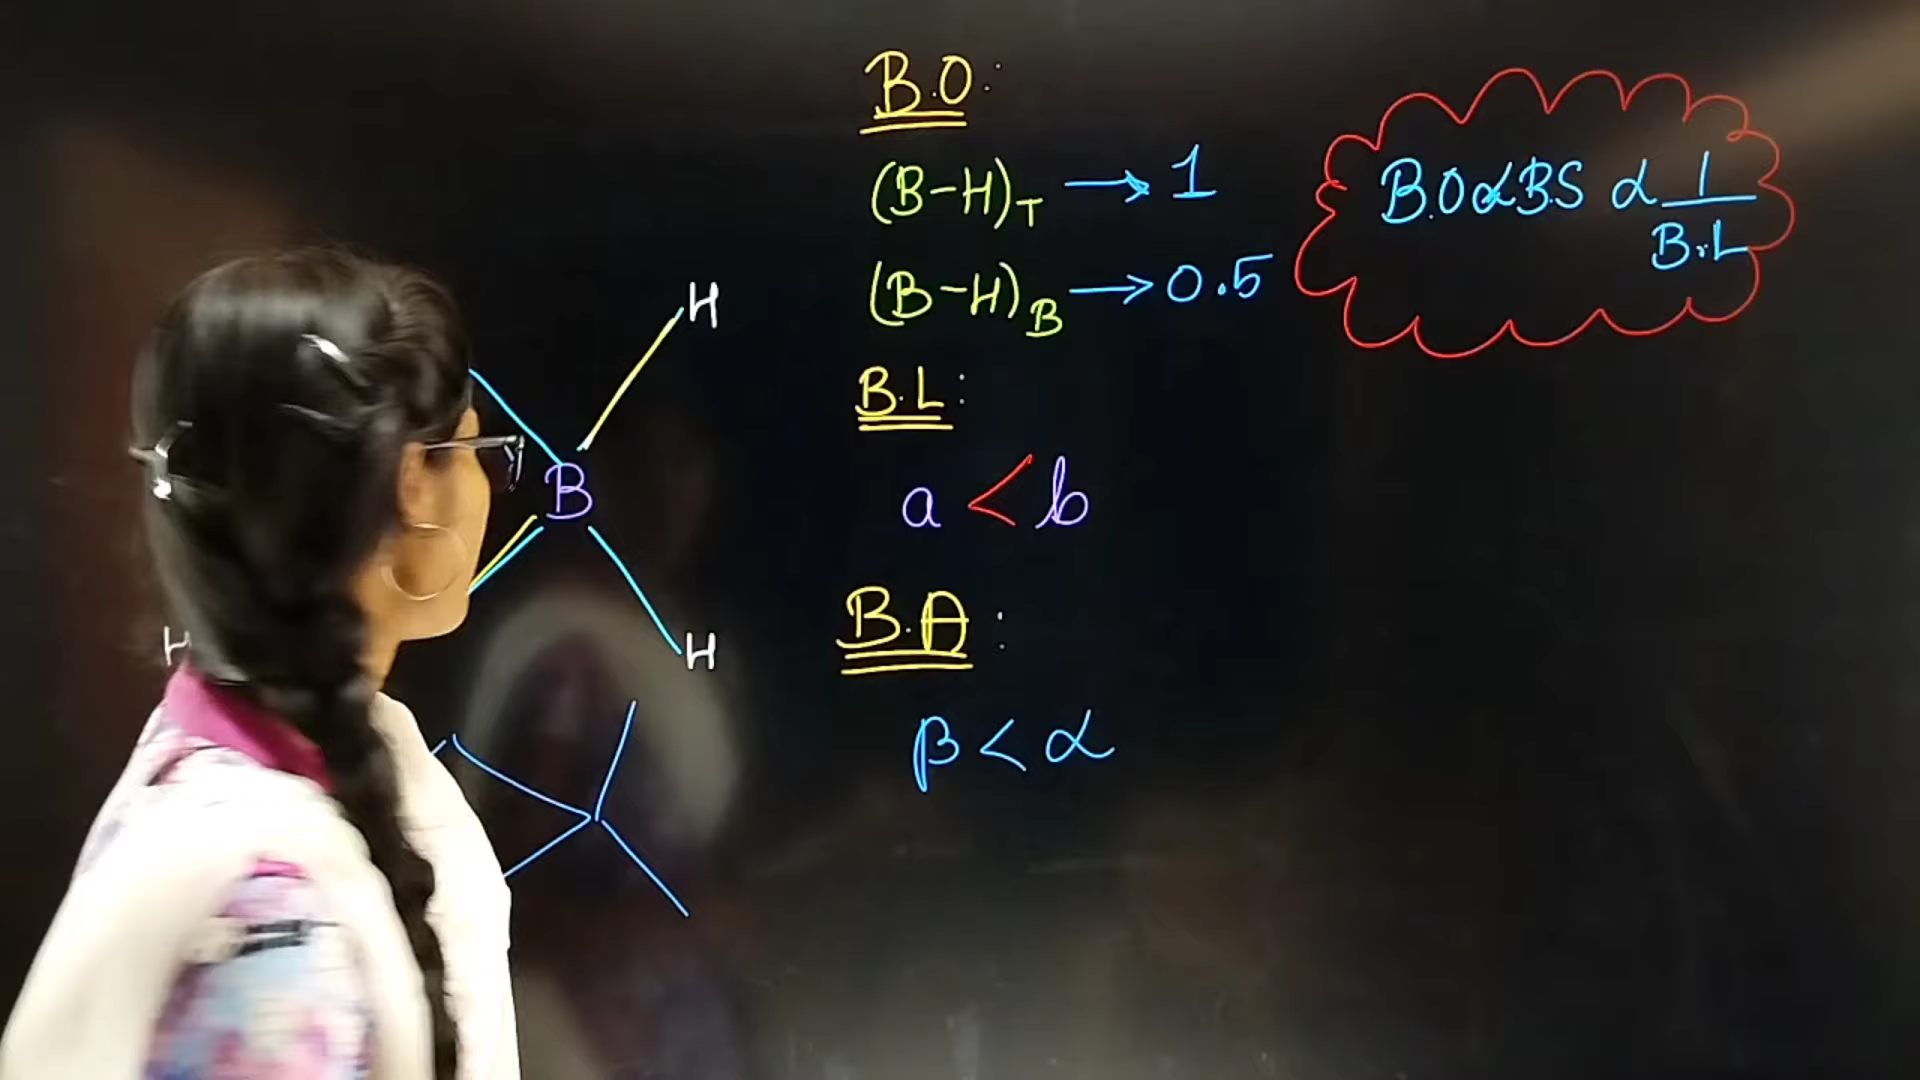 B.O:
(B-H)T → 1
(B-H)B → 0.5
B.L:
a < b
B.A:
β < α
B.O α B.S α 1/B.L
H
B
H
H